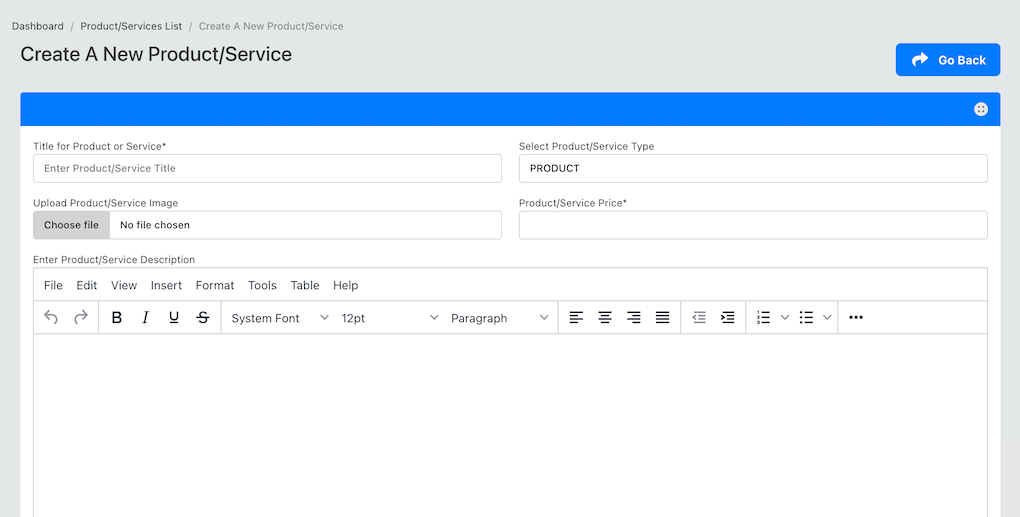 Dashboard / Product/Services List / Create A New Product/Service
Create A New Product/Service
Go Back
Title for Product or Service*
Select Product/Service Type
Enter Product/Service Title
PRODUCT
Upload Product/Service Image
Product/Service Price*
Choose file No file chosen
Enter Product/Service Description
File Edit View Insert Format Tools Table Help
B I U S System Font 12pt Paragraph